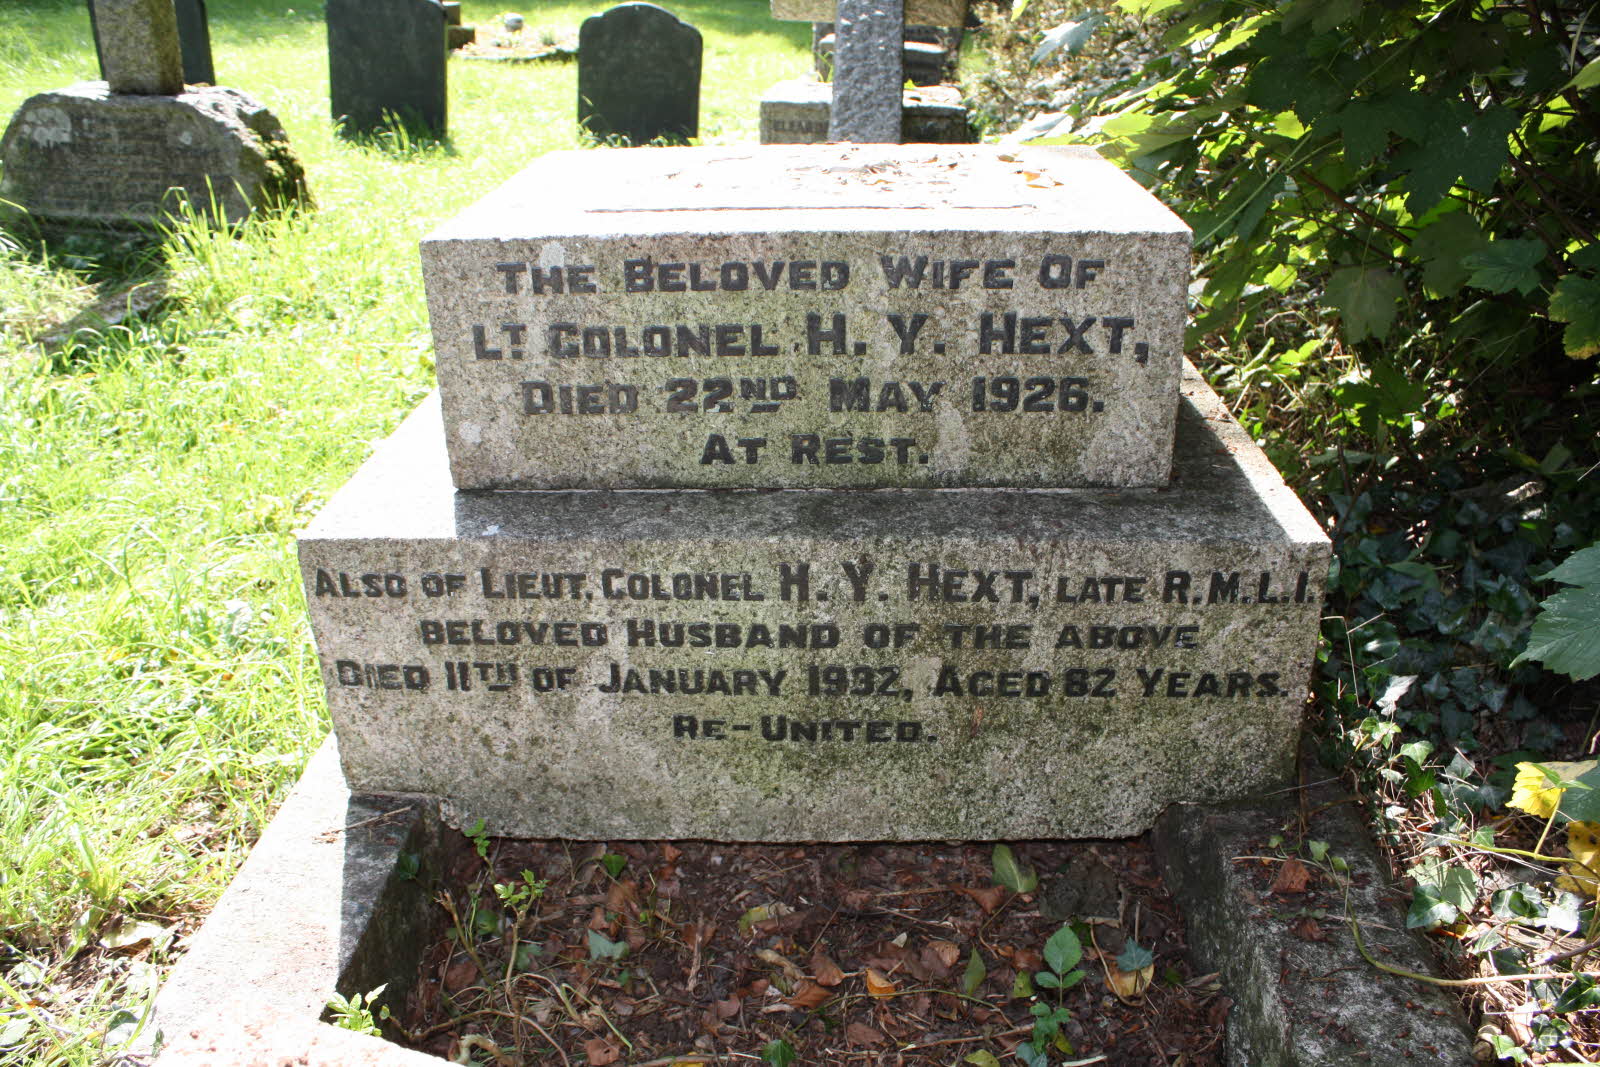 THE BELOVED WIFE OF
LT COLONEL H. Y. HEXT,
DIED 22ND MAY 1926.
AT REST.
ALSO OF LIEUT. COLONEL H. Y. HEXT, LATE R.M.L.I.
BELOVED HUSBAND OF THE ABOVE
DIED 11TH OF JANUARY 1932, AGED 82 YEARS.
RE-UNITED.